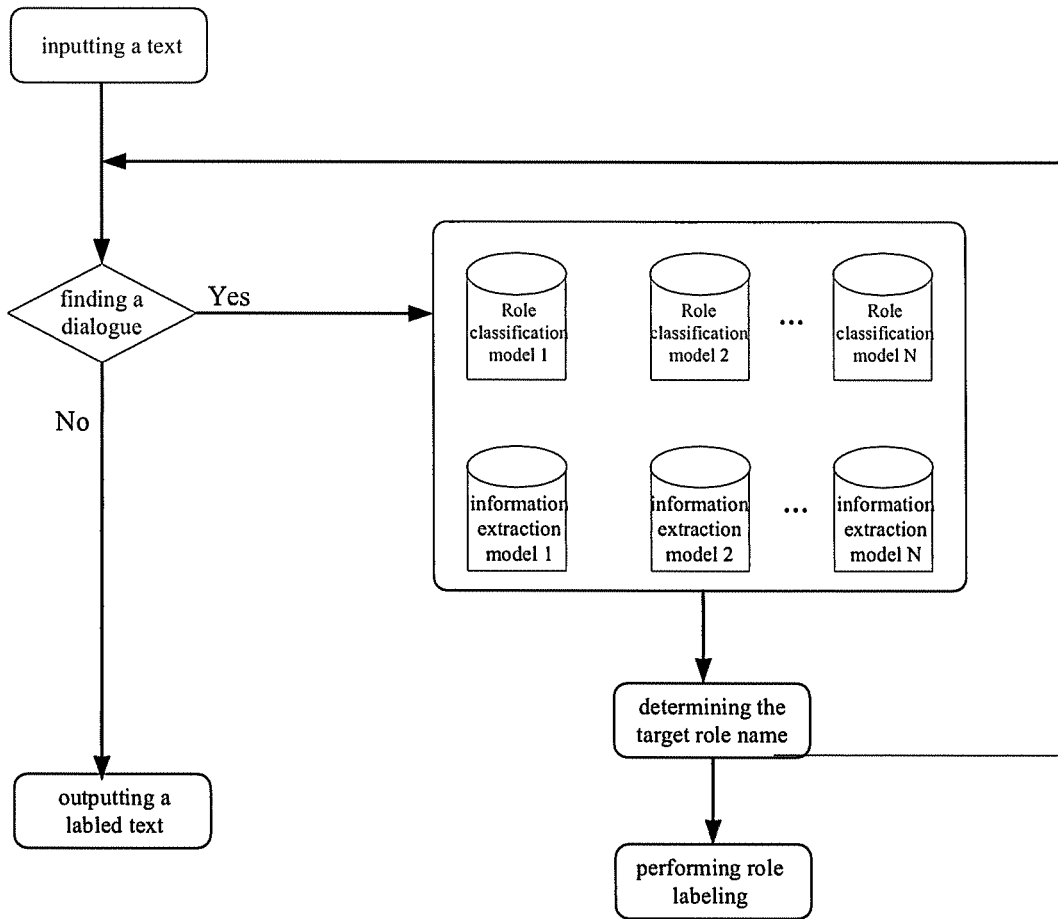 inputting a text
finding a
dialogue
Yes
No
Role
classification
model 1
Role
classification
model 2
...
Role
classification
model N
information
extraction
model 1
information
extraction
model 2
...
information
extraction
model N
determining the
target role name
outputting a
labled text
performing role
labeling